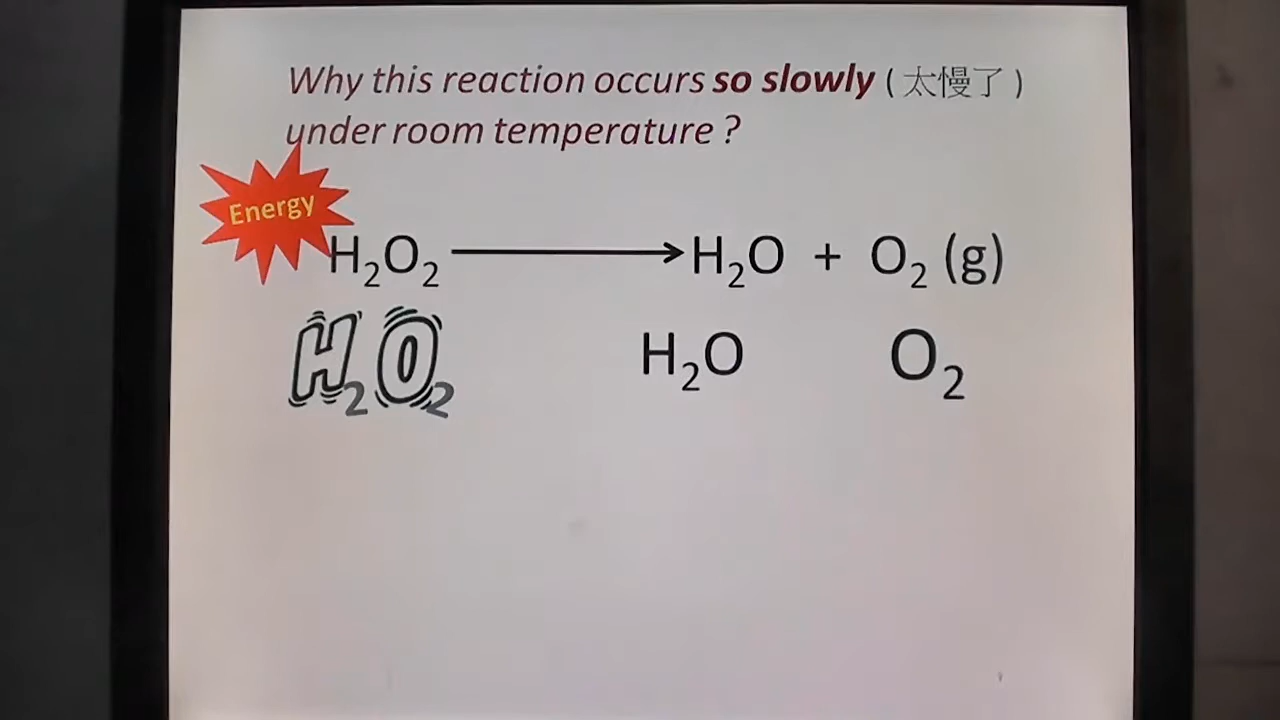 Why this reaction occurs so slowly ( 太慢了 )
under room temperature ?
Energy
H₂O₂ ⟶ H₂O + O₂ (g)
H₂O₂ H₂O O₂